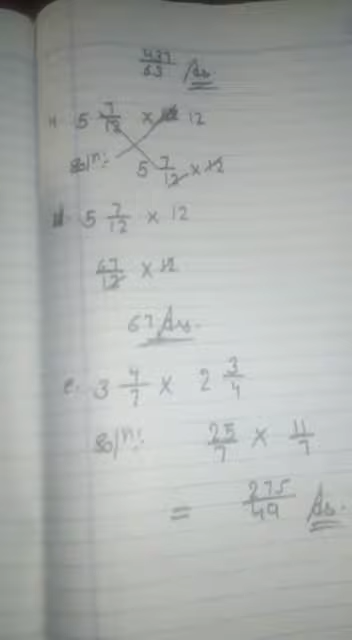 437/53 Ans.
5 7/12 x 12
Soln:- 5 7/12 x 12
d. 5 7/12 x 12
67/12 x 12
67 Ans.
e. 3 4/7 x 2 3/4
Soln:- 25/7 x 11/7
= 275/49 Ans.